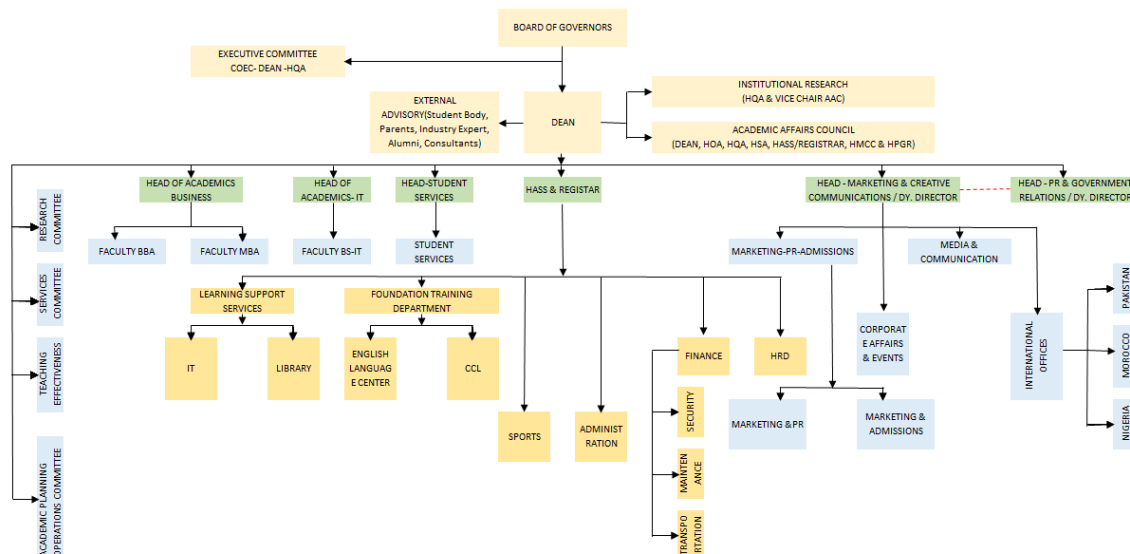 BOARD OF GOVERNORS
EXECUTIVE COMMITTEE
COEC- DEAN -HQA
EXTERNAL
ADVISORY(Student Body,
Parents, Industry Expert,
Alumni, Consultants)
DEAN
INSTITUTIONAL RESEARCH
(HQA & VICE CHAIR AAC)
ACADEMIC AFFAIRS COUNCIL
(DEAN, HOA, HQA, HSA, HASS/REGISTRAR, HMCC & HPGR)
HEAD OF ACADEMICS
BUSINESS
HEAD OF
ACADEMICS- IT
HEAD-STUDENT
SERVICES
HASS & REGISTAR
HEAD - MARKETING & CREATIVE
COMMUNICATIONS / DY. DIRECTOR
HEAD - PR & GOVERNMENT
RELATIONS / DY. DIRECTOR
RESEARCH
COMMITTEE
SERVICES
COMMITTEE
TEACHING
EFFECTIVENESS
ACADEMIC PLANNING
OPERATIONS COMMITTEE
FACULTY BBA
FACULTY MBA
FACULTY BS-IT
STUDENT
SERVICES
MARKETING-PR-ADMISSIONS
MEDIA &
COMMUNICATION
LEARNING SUPPORT
SERVICES
FOUNDATION TRAINING
DEPARTMENT
IT
LIBRARY
ENGLISH
LANGUAG
E CENTER
CCL
SPORTS
ADMINIST
RATION
FINANCE
HRD
SECURITY
MAINTEN
ANCE
TRANSPO
RTATION
CORPORAT
E AFFAIRS
& EVENTS
MARKETING & PR
MARKETING &
ADMISSIONS
INTERNATIONAL
OFFICES
PAKISTAN
MOROCCO
NIGERIA